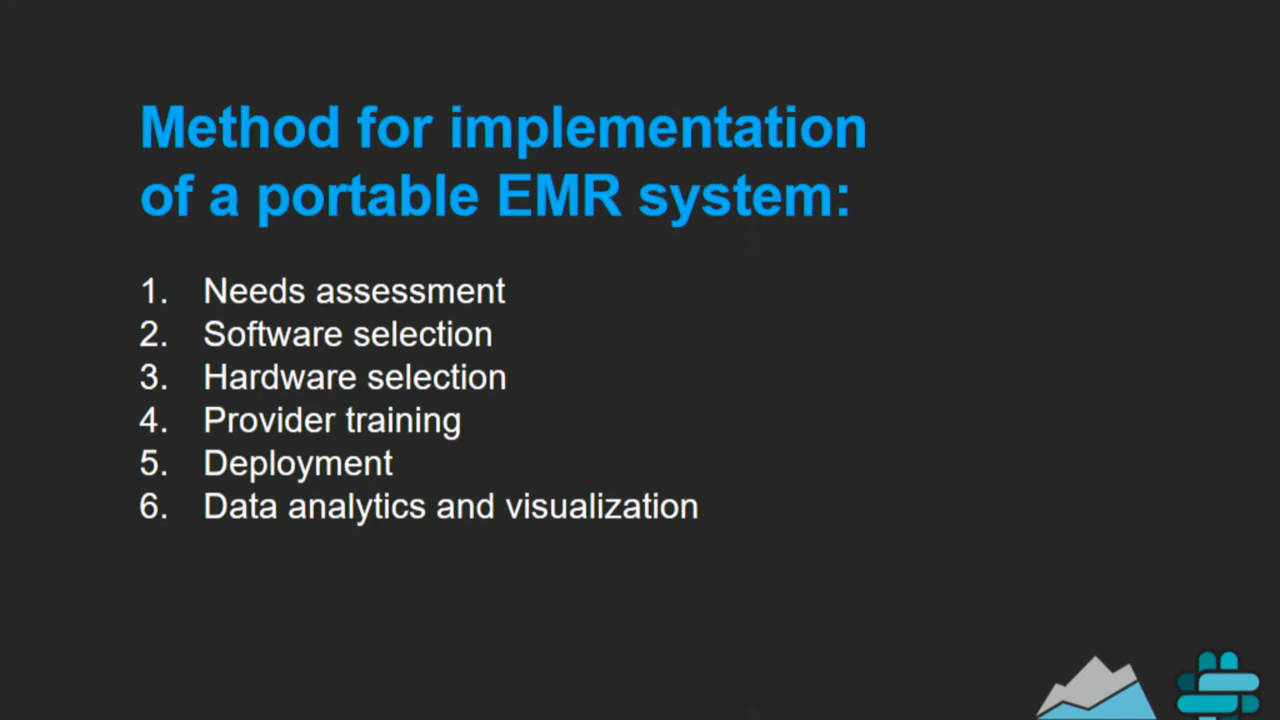 Method for implementation
of a portable EMR system:
1. Needs assessment
2. Software selection
3. Hardware selection
4. Provider training
5. Deployment
6. Data analytics and visualization